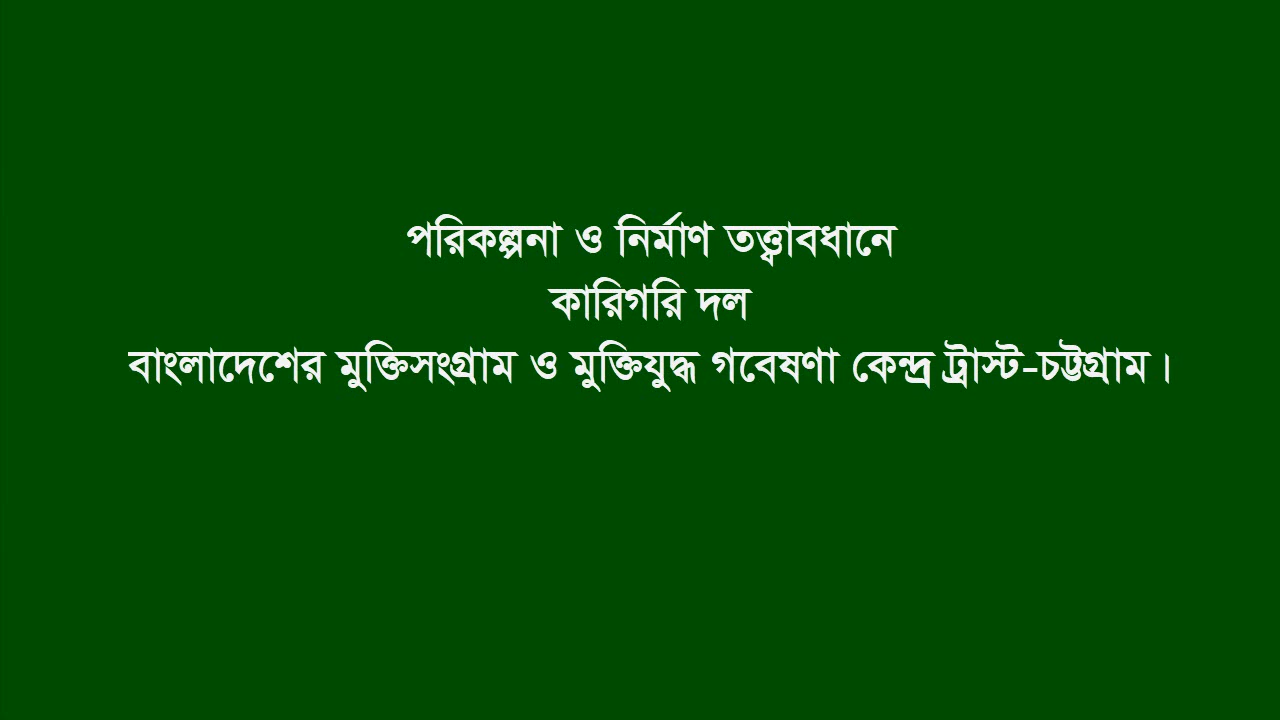 পরিকল্পনা ও নির্মাণ তত্ত্বাবধানে
কারিগরি দল
বাংলাদেশের মুক্তিসংগ্রাম ও মুক্তিযুদ্ধ গবেষণা কেন্দ্র ট্রাস্ট-চট্টগ্রাম।